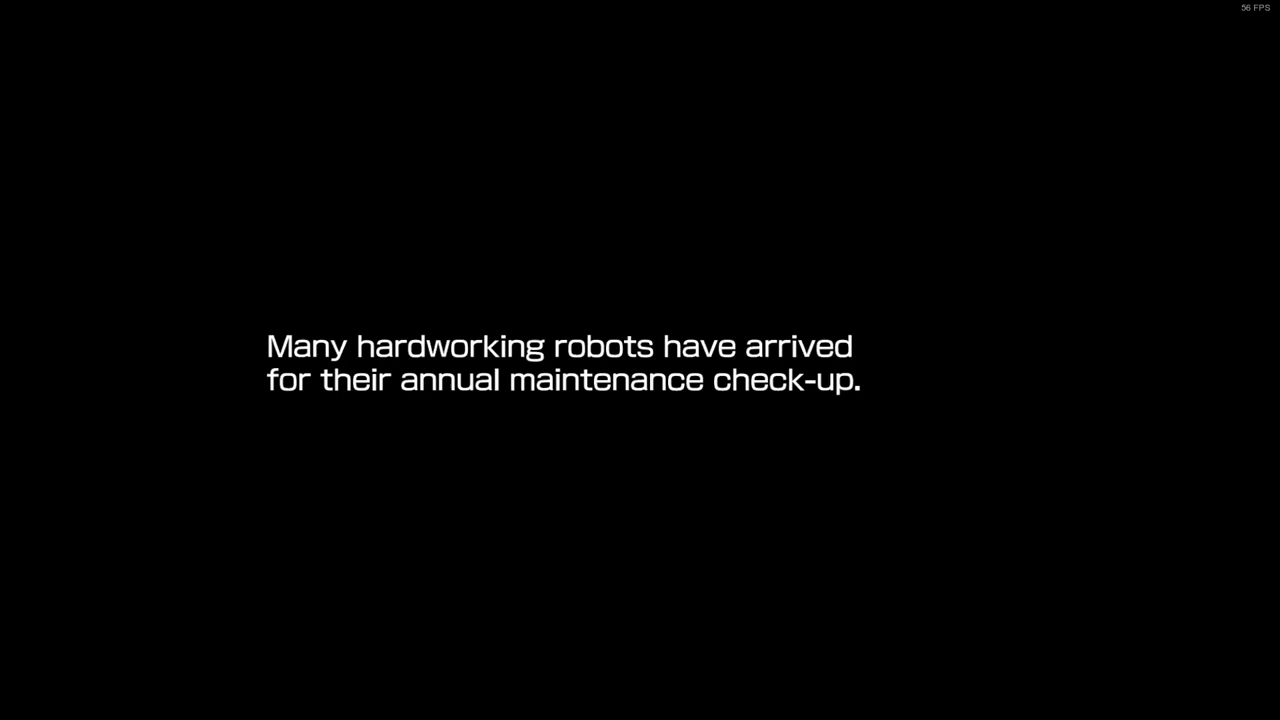 56 FPS
Many hardworking robots have arrived
for their annual maintenance check-up.